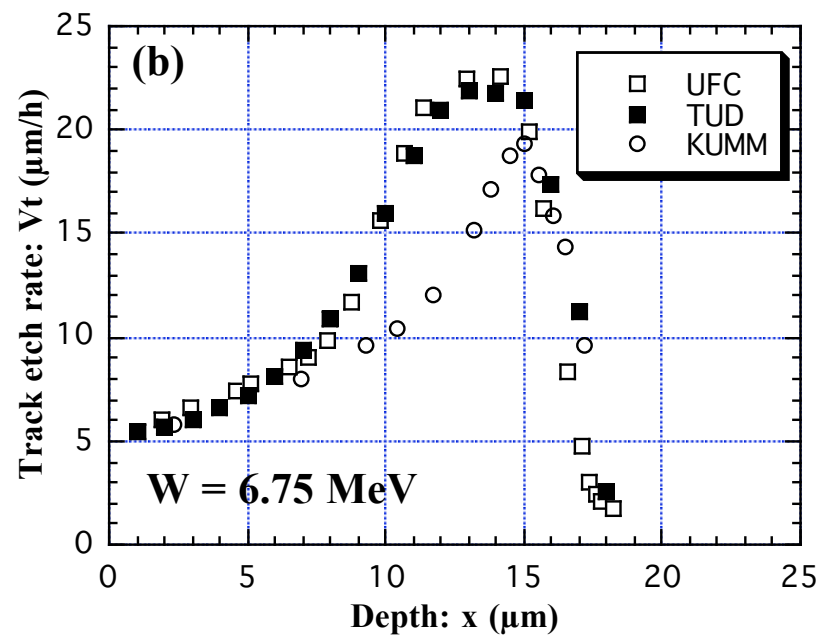 25
(b)
UFC
TUD
KUMM
20
15
10
5
0
Track etch rate: Vt (µm/h)
W = 6.75 MeV
0 5 10 15 20 25
Depth: x (µm)